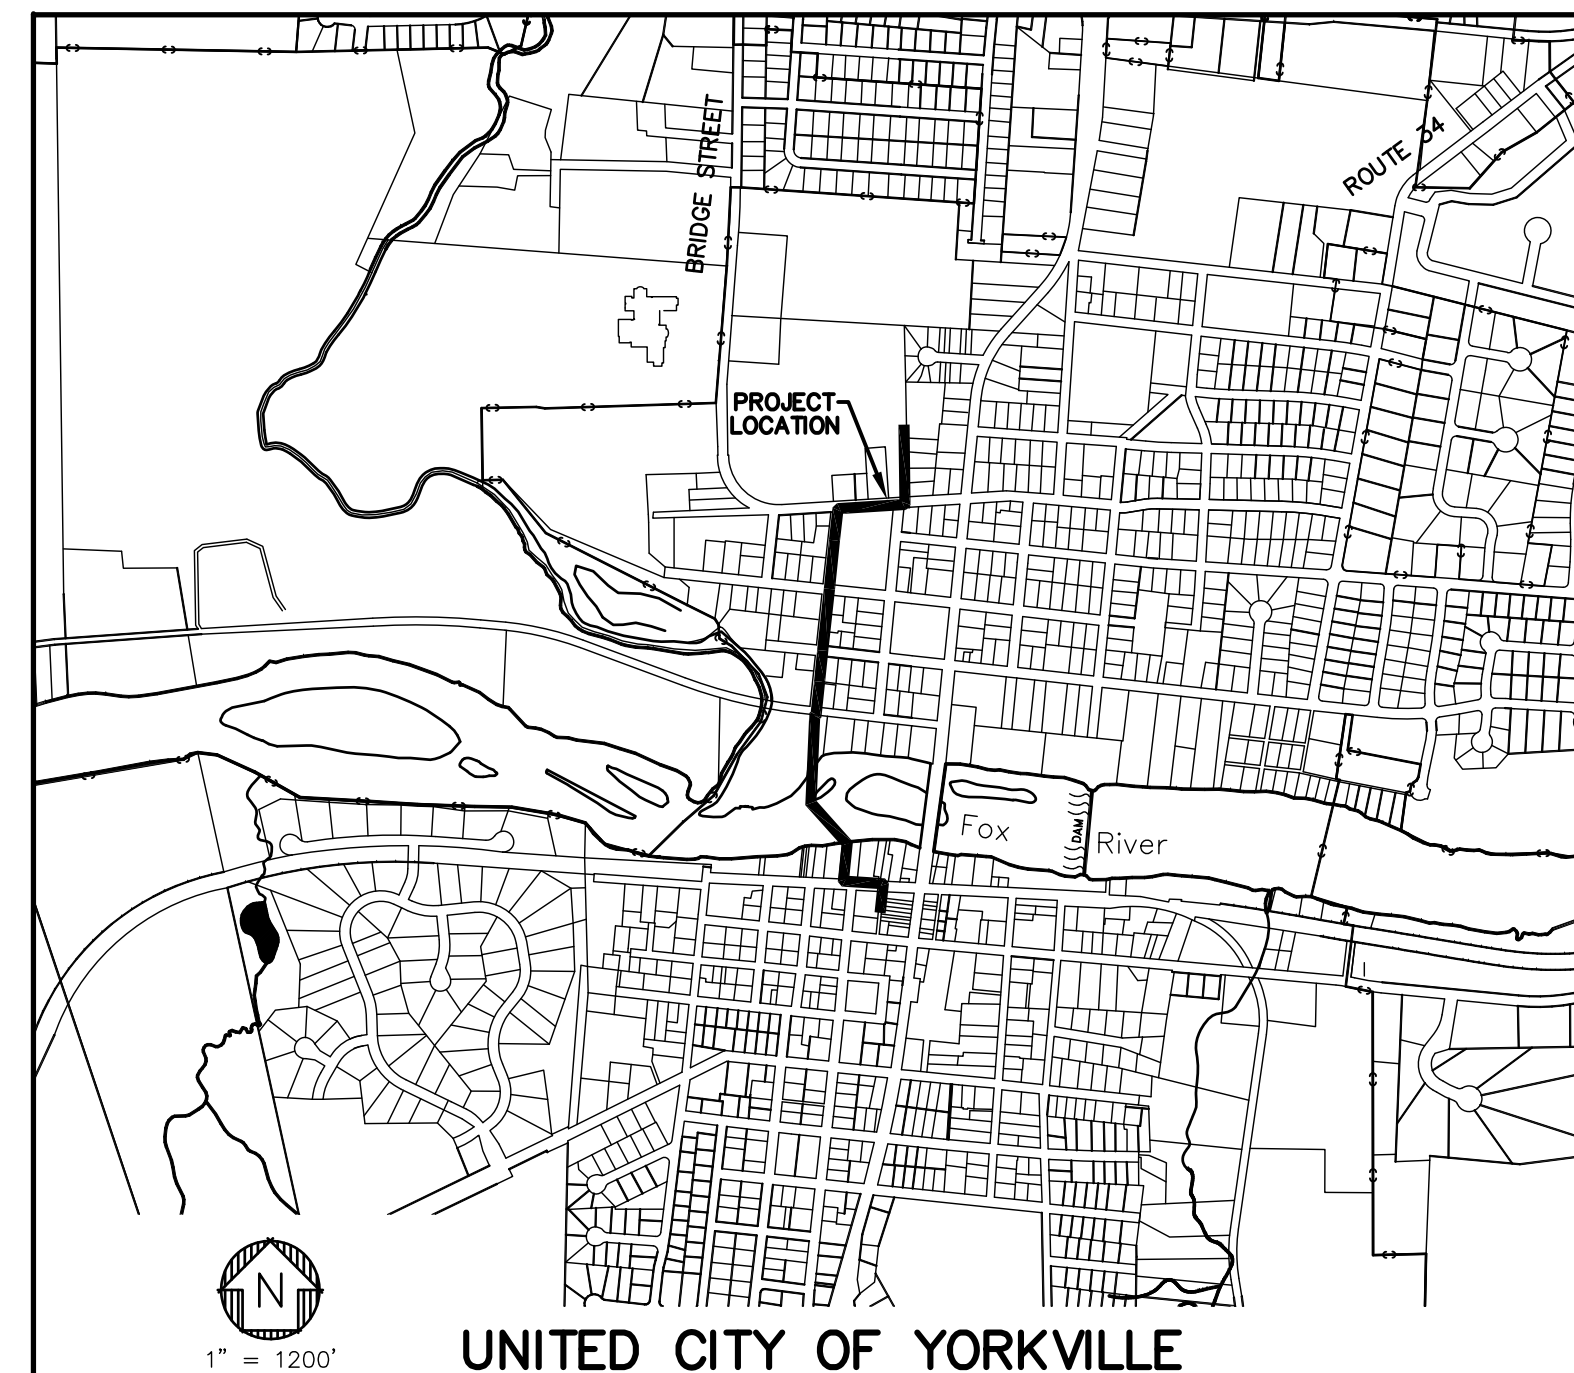 BRIDGE STREET
ROUTE 34
PROJECT
LOCATION
Fox
DAM
River
N
1” = 1200’
UNITED CITY OF YORKVILLE